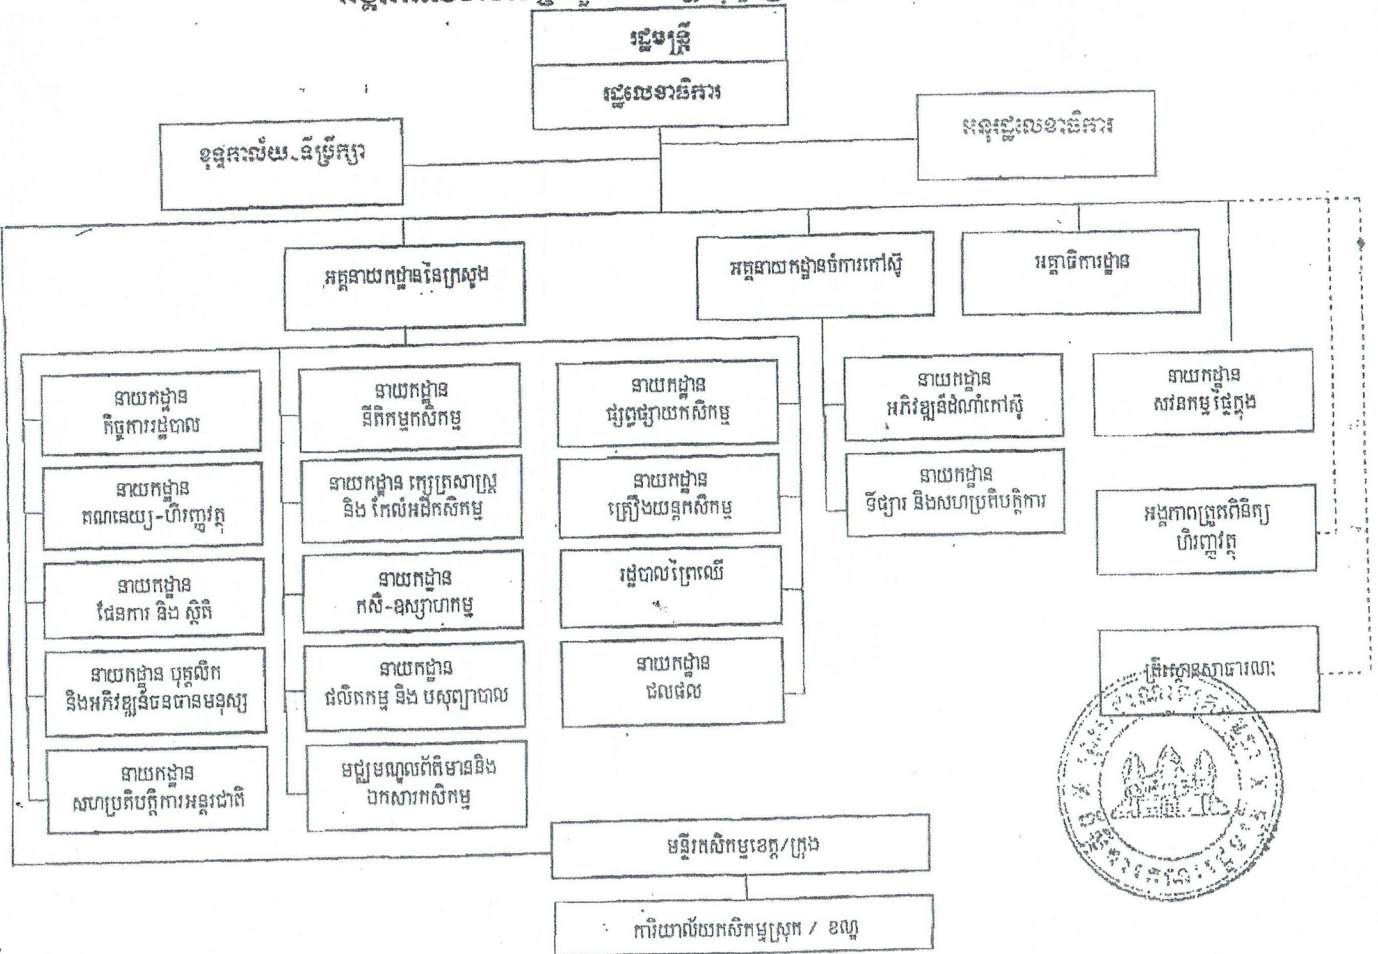 រដ្ឋមន្ត្រី
រដ្ឋលេខាធិការ
ខុទ្ទកាល័យ-ទីប្រឹក្សា
អនុរដ្ឋលេខាធិការ
អគ្គនាយកដ្ឋាននៃក្រសួង
អគ្គនាយកដ្ឋានចំការកៅស៊ូ
អគ្គាធិការដ្ឋាន
នាយកដ្ឋាន
កិច្ចការរដ្ឋបាល
នាយកដ្ឋាន
គណនេយ្យ-ហិរញ្ញវត្ថុ
នាយកដ្ឋាន
ផែនការ និង ស្ថិតិ
នាយកដ្ឋាន បុគ្គលិក
និងអភិវឌ្ឍន៍ធនធានមនុស្ស
នាយកដ្ឋាន
សហប្រតិបត្តិការអន្តរជាតិ
នាយកដ្ឋាន
នីតិកម្មកសិកម្ម
នាយកដ្ឋាន ក្សេត្រសាស្ត្រ
និង កែលំអដីកសិកម្ម
នាយកដ្ឋាន
កសិ-ឧស្សាហកម្ម
នាយកដ្ឋាន
ផលិតកម្ម និង បសុព្យាបាល
មជ្ឈមណ្ឌលព័ត៌មាននិង
ឯកសារកសិកម្ម
នាយកដ្ឋាន
ផ្សព្វផ្សាយកសិកម្ម
នាយកដ្ឋាន
គ្រឿងយន្តកសិកម្ម
រដ្ឋបាលព្រៃឈើ
នាយកដ្ឋាន
ជលផល
នាយកដ្ឋាន
អភិវឌ្ឍន៍ដំណាំកៅស៊ូ
នាយកដ្ឋាន
ទីផ្សារ និងសហប្រតិបត្តិការ
នាយកដ្ឋាន
សវនកម្មផ្ទៃក្នុង
អង្គភាពត្រួតពិនិត្យ
ហិរញ្ញវត្ថុ
គ្រឹះស្ថានសាធារណៈ
មន្ទីរកសិកម្មខេត្ត/ក្រុង
ការិយាល័យកសិកម្មស្រុក / ខណ្ឌ